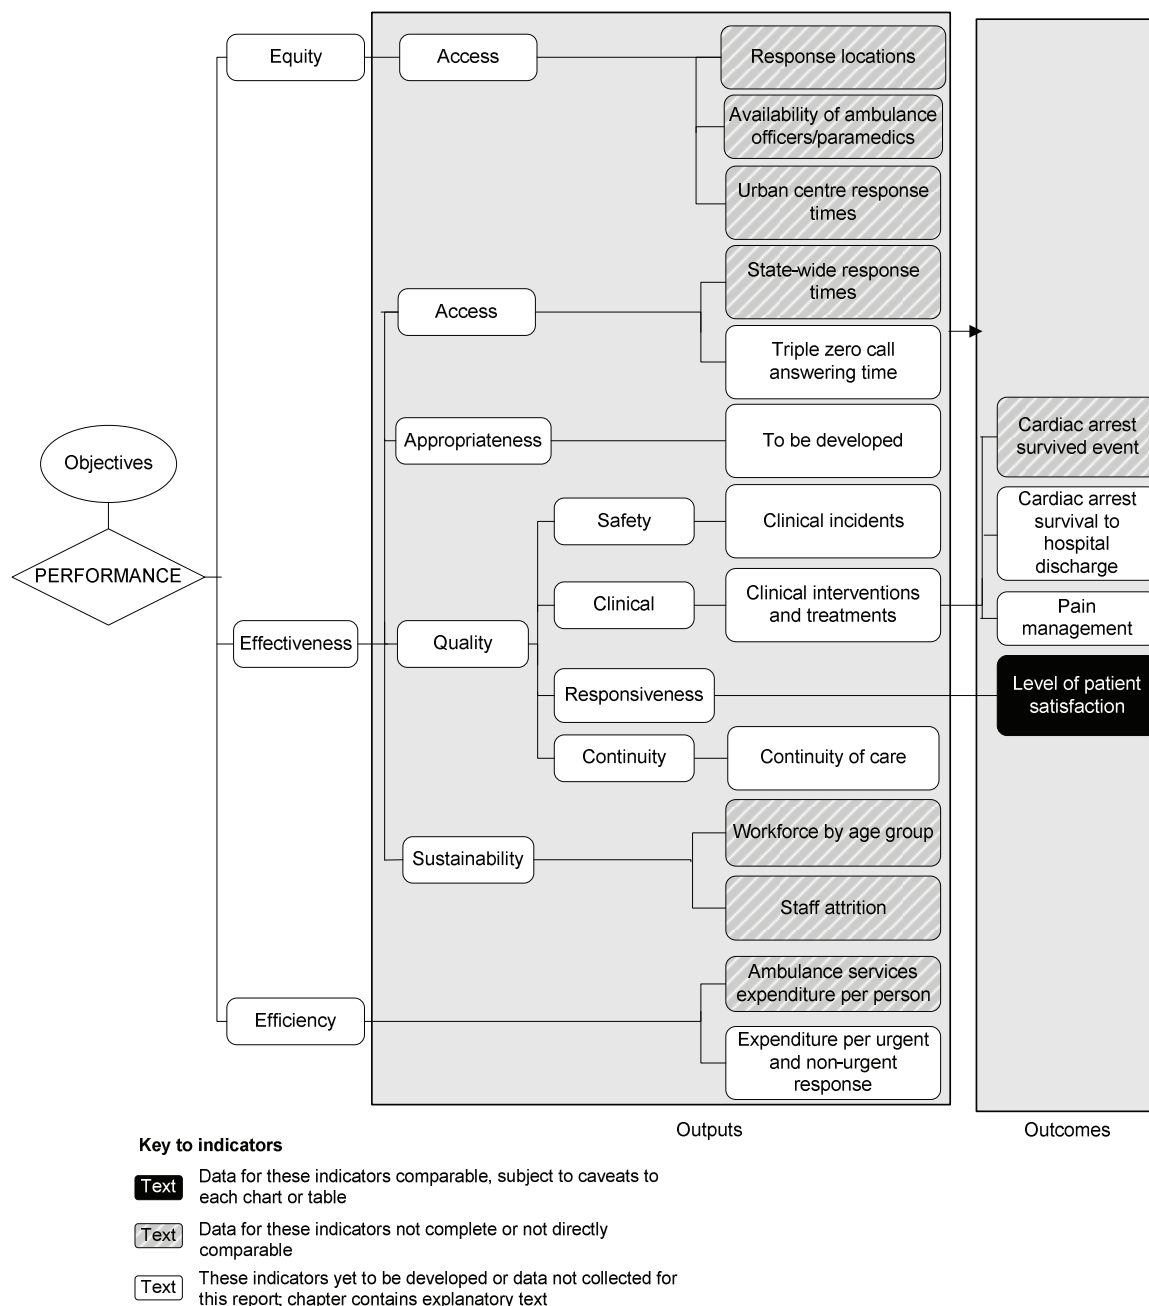 Equity
Access
Response locations
Availability of ambulance
officers/paramedics
Urban centre response
times
State-wide response
times
Access
Triple zero call
answering time
Appropriateness
To be developed
Objectives
PERFORMANCE
Safety
Clinical incidents
Clinical
Clinical interventions
and treatments
Effectiveness
Quality
Responsiveness
Continuity
Continuity of care
Cardiac arrest
survived event
Cardiac arrest
survival to
hospital
discharge
Pain
management
Level of patient
satisfaction
Sustainability
Workforce by age group
Staff attrition
Efficiency
Ambulance services
expenditure per person
Expenditure per urgent
and non-urgent
response
Outputs
Outcomes
Key to indicators
Text
Data for these indicators comparable, subject to caveats to
each chart or table
Text
Data for these indicators not complete or not directly
comparable
Text
These indicators yet to be developed or data not collected for
this report; chapter contains explanatory text